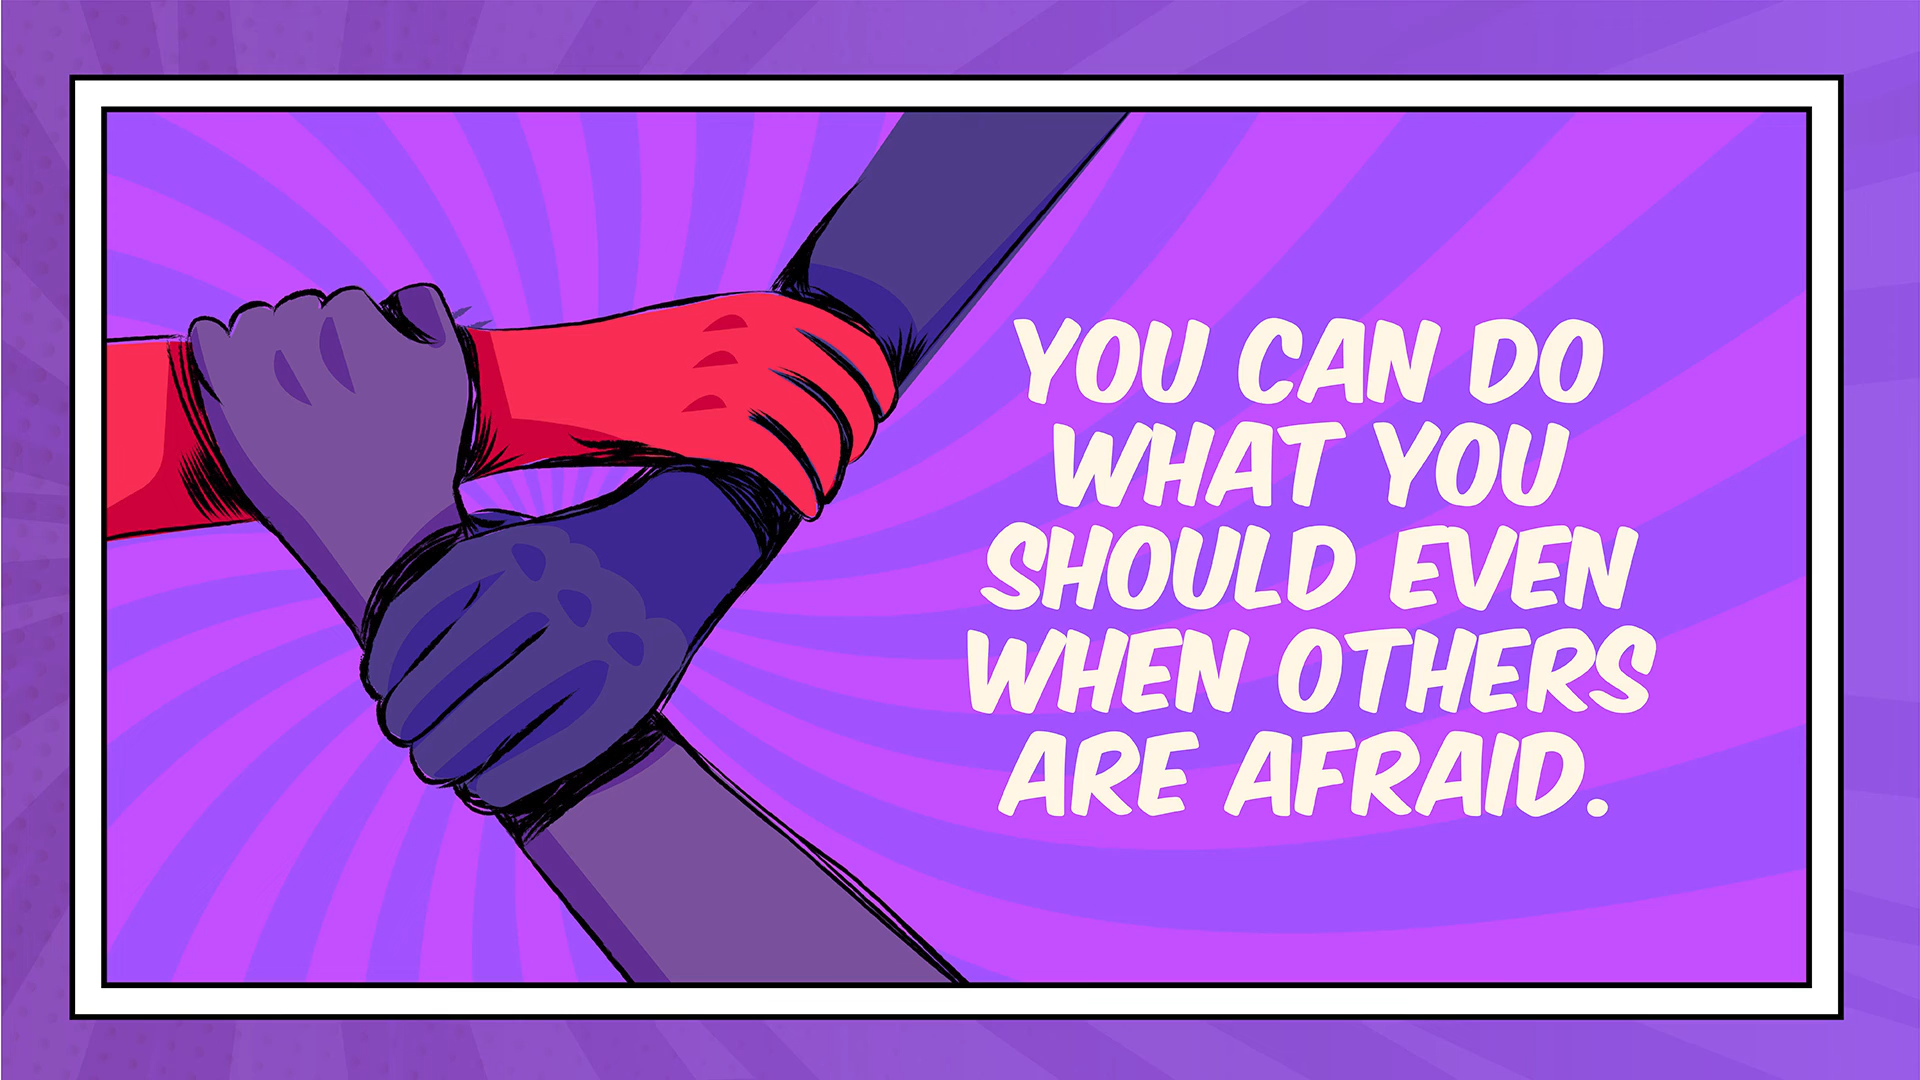 YOU CAN DO
WHAT YOU
SHOULD EVEN
WHEN OTHERS
ARE AFRAID.